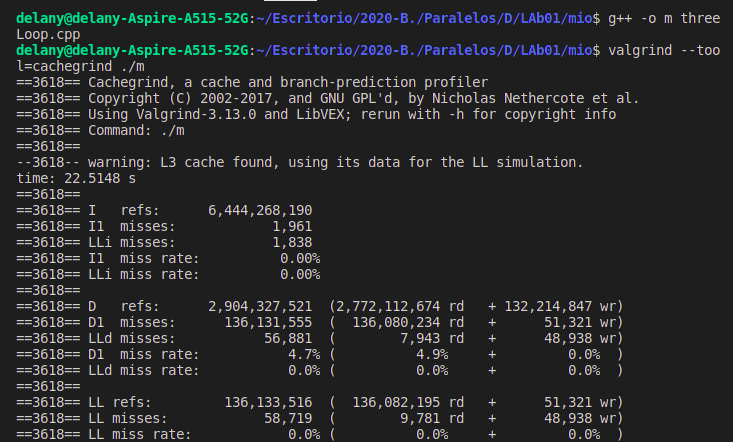 delany@delany-Aspire-A515-52G:~/Escritorio/2020-B./Paralelos/D/LAb01/mio$ g++ -o m three
Loop.cpp
delany@delany-Aspire-A515-52G:~/Escritorio/2020-B./Paralelos/D/LAb01/mio$ valgrind --too
l=cachegrind ./m
==3618== Cachegrind, a cache and branch-prediction profiler
==3618== Copyright (C) 2002-2017, and GNU GPL'd, by Nicholas Nethercote et al.
==3618== Using Valgrind-3.13.0 and LibVEX; rerun with -h for copyright info
==3618== Command: ./m
==3618==
--3618-- warning: L3 cache found, using its data for the LL simulation.
time: 22.5148 s
==3618==
==3618== I   refs:      6,444,268,190
==3618== I1  misses:            1,961
==3618== LLi misses:            1,838
==3618== I1  miss rate:          0.00%
==3618== LLi miss rate:          0.00%
==3618==
==3618== D   refs:      2,904,327,521  (2,772,112,674 rd   + 132,214,847 wr)
==3618== D1  misses:      136,131,555  (  136,080,234 rd   +      51,321 wr)
==3618== LLd misses:           56,881  (        7,943 rd   +      48,938 wr)
==3618== D1  miss rate:           4.7% (          4.9%     +         0.0%  )
==3618== LLd miss rate:           0.0% (          0.0%     +         0.0%  )
==3618==
==3618== LL refs:         136,133,516  (  136,082,195 rd   +      51,321 wr)
==3618== LL misses:            58,719  (        9,781 rd   +      48,938 wr)
==3618== LL miss rate:            0.0% (          0.0%     +         0.0%  )